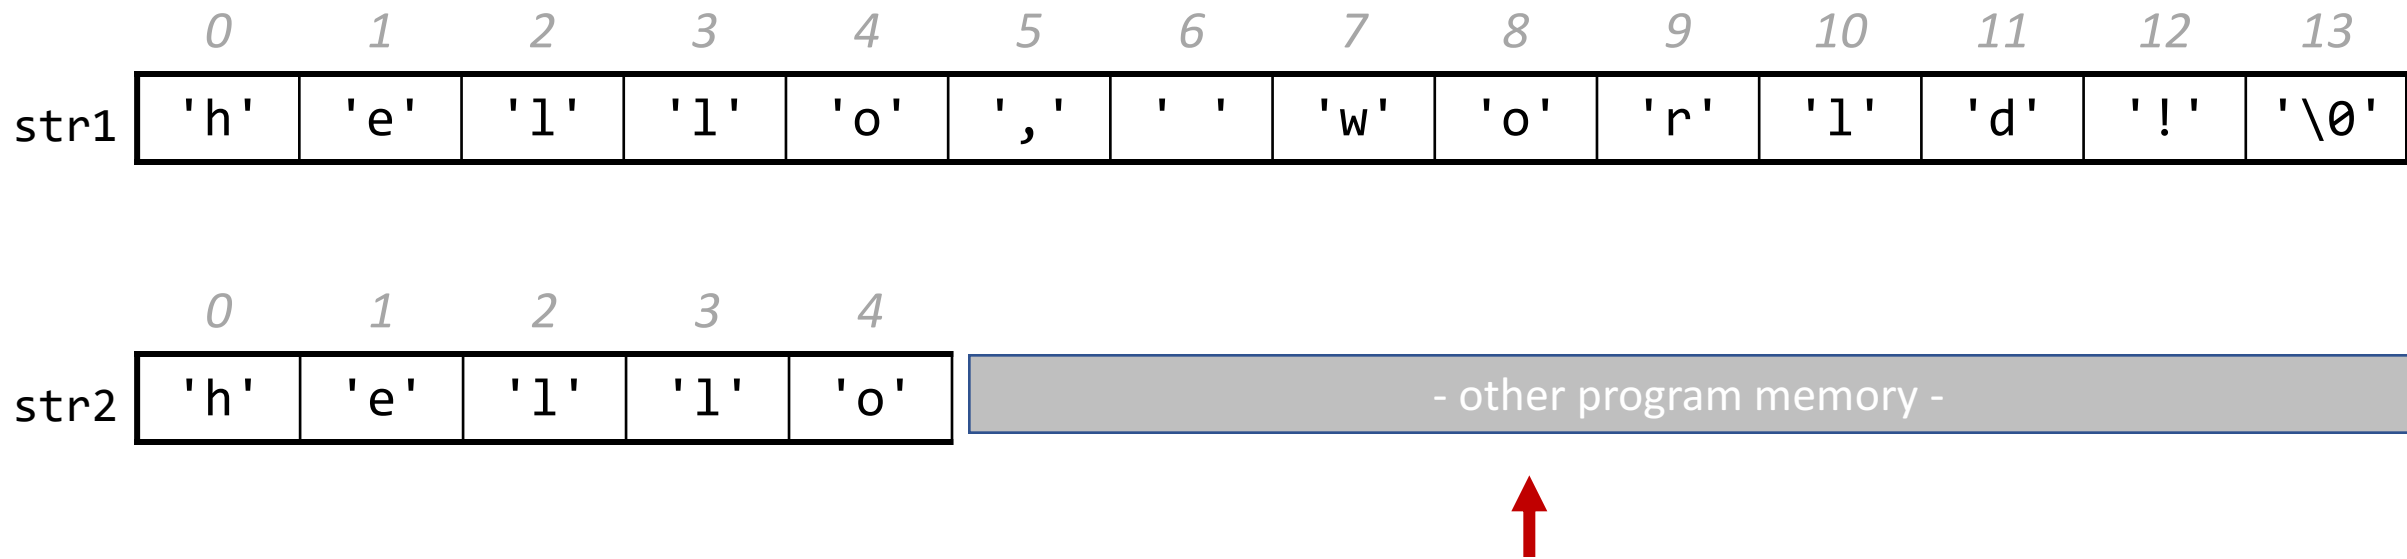 0 1 2 3 4 5 6 7 8 9 10 11 12 13
str1 'h' 'e' 'l' 'l' 'o' ',' ' ' 'w' 'o' 'r' 'l' 'd' '!' '\0'
0 1 2 3 4
str2 'h' 'e' 'l' 'l' 'o' - other program memory -